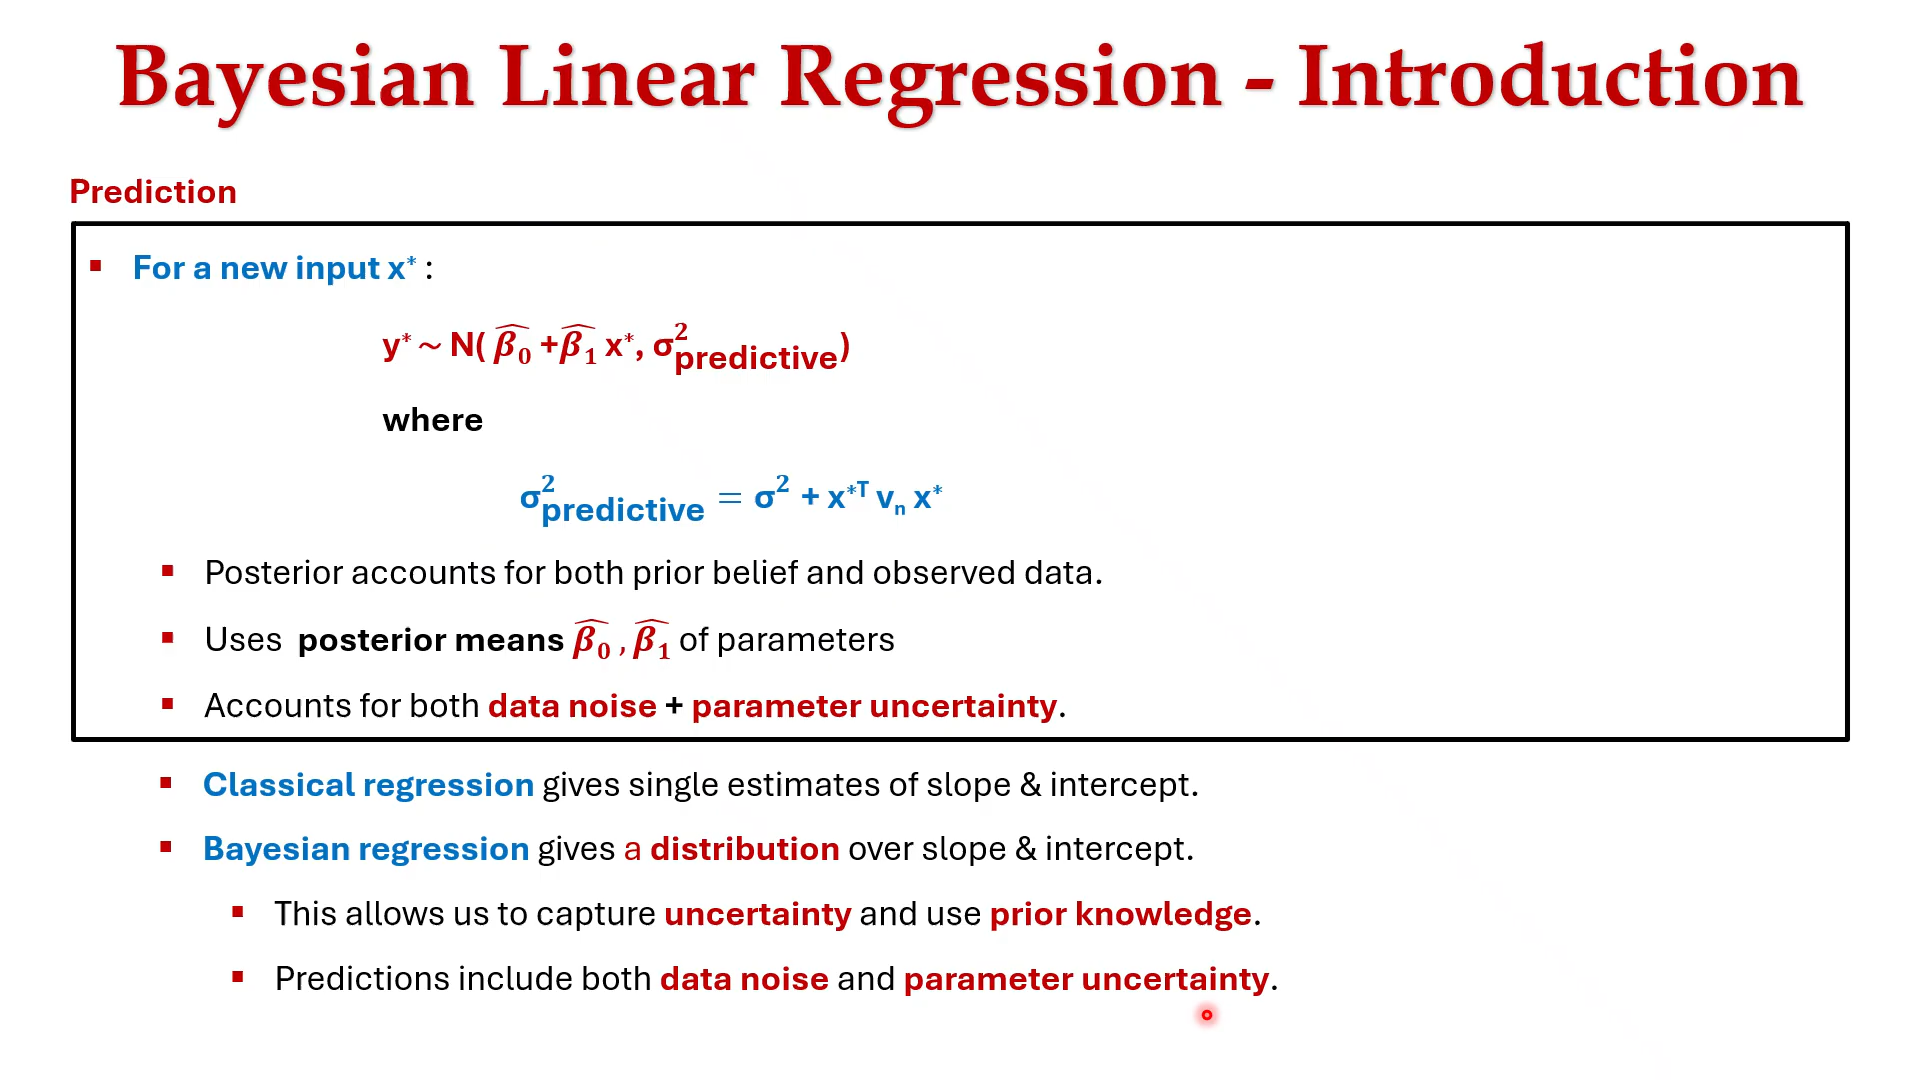 Bayesian Linear Regression - Introduction
Prediction
▪ For a new input x* :
y* ~ N( β̂₀ +β̂₁ x*, σ²predictive)
where
σ²predictive = σ² + x*ᵀ vₙ x*
▪ Posterior accounts for both prior belief and observed data.
▪ Uses posterior means β̂₀ , β̂₁ of parameters
▪ Accounts for both data noise + parameter uncertainty.
▪ Classical regression gives single estimates of slope & intercept.
▪ Bayesian regression gives a distribution over slope & intercept.
▪ This allows us to capture uncertainty and use prior knowledge.
▪ Predictions include both data noise and parameter uncertainty.